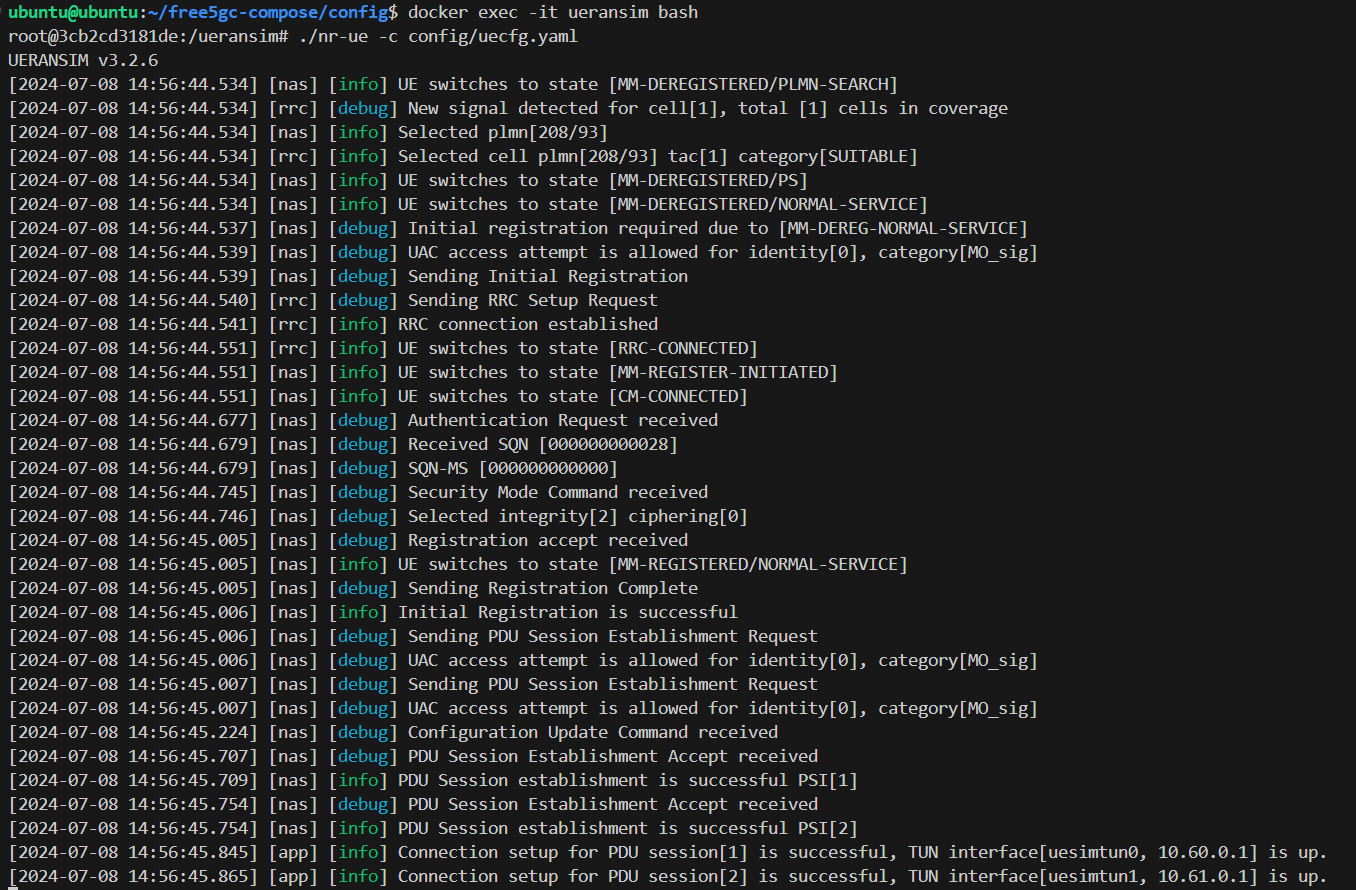 ubuntu@ubuntu:~/free5gc-compose/config$ docker exec -it ueransim bash
root@3cb2cd3181de:/ueransim# ./nr-ue -c config/uecfg.yaml
UERANSIM v3.2.6
[2024-07-08 14:56:44.534] [nas] [info] UE switches to state [MM-DEREGISTERED/PLMN-SEARCH]
[2024-07-08 14:56:44.534] [rrc] [debug] New signal detected for cell[1], total [1] cells in coverage
[2024-07-08 14:56:44.534] [nas] [info] Selected plmn[208/93]
[2024-07-08 14:56:44.534] [rrc] [info] Selected cell plmn[208/93] tac[1] category[SUITABLE]
[2024-07-08 14:56:44.534] [nas] [info] UE switches to state [MM-DEREGISTERED/PS]
[2024-07-08 14:56:44.534] [nas] [info] UE switches to state [MM-DEREGISTERED/NORMAL-SERVICE]
[2024-07-08 14:56:44.537] [nas] [debug] Initial registration required due to [MM-DEREG-NORMAL-SERVICE]
[2024-07-08 14:56:44.539] [nas] [debug] UAC access attempt is allowed for identity[0], category[MO_sig]
[2024-07-08 14:56:44.539] [nas] [debug] Sending Initial Registration
[2024-07-08 14:56:44.540] [rrc] [debug] Sending RRC Setup Request
[2024-07-08 14:56:44.541] [rrc] [info] RRC connection established
[2024-07-08 14:56:44.551] [rrc] [info] UE switches to state [RRC-CONNECTED]
[2024-07-08 14:56:44.551] [nas] [info] UE switches to state [MM-REGISTER-INITIATED]
[2024-07-08 14:56:44.551] [nas] [info] UE switches to state [CM-CONNECTED]
[2024-07-08 14:56:44.677] [nas] [debug] Authentication Request received
[2024-07-08 14:56:44.679] [nas] [debug] Received SQN [000000000028]
[2024-07-08 14:56:44.679] [nas] [debug] SQN-MS [000000000000]
[2024-07-08 14:56:44.745] [nas] [debug] Security Mode Command received
[2024-07-08 14:56:44.746] [nas] [debug] Selected integrity[2] ciphering[0]
[2024-07-08 14:56:45.005] [nas] [debug] Registration accept received
[2024-07-08 14:56:45.005] [nas] [info] UE switches to state [MM-REGISTERED/NORMAL-SERVICE]
[2024-07-08 14:56:45.005] [nas] [debug] Sending Registration Complete
[2024-07-08 14:56:45.006] [nas] [info] Initial Registration is successful
[2024-07-08 14:56:45.006] [nas] [debug] Sending PDU Session Establishment Request
[2024-07-08 14:56:45.006] [nas] [debug] UAC access attempt is allowed for identity[0], category[MO_sig]
[2024-07-08 14:56:45.007] [nas] [debug] Sending PDU Session Establishment Request
[2024-07-08 14:56:45.007] [nas] [debug] UAC access attempt is allowed for identity[0], category[MO_sig]
[2024-07-08 14:56:45.224] [nas] [debug] Configuration Update Command received
[2024-07-08 14:56:45.707] [nas] [debug] PDU Session Establishment Accept received
[2024-07-08 14:56:45.709] [nas] [info] PDU Session establishment is successful PSI[1]
[2024-07-08 14:56:45.754] [nas] [debug] PDU Session Establishment Accept received
[2024-07-08 14:56:45.754] [nas] [info] PDU Session establishment is successful PSI[2]
[2024-07-08 14:56:45.845] [app] [info] Connection setup for PDU session[1] is successful, TUN interface[uesimtun0, 10.60.0.1] is up.
[2024-07-08 14:56:45.865] [app] [info] Connection setup for PDU session[2] is successful, TUN interface[uesimtun1, 10.61.0.1] is up.